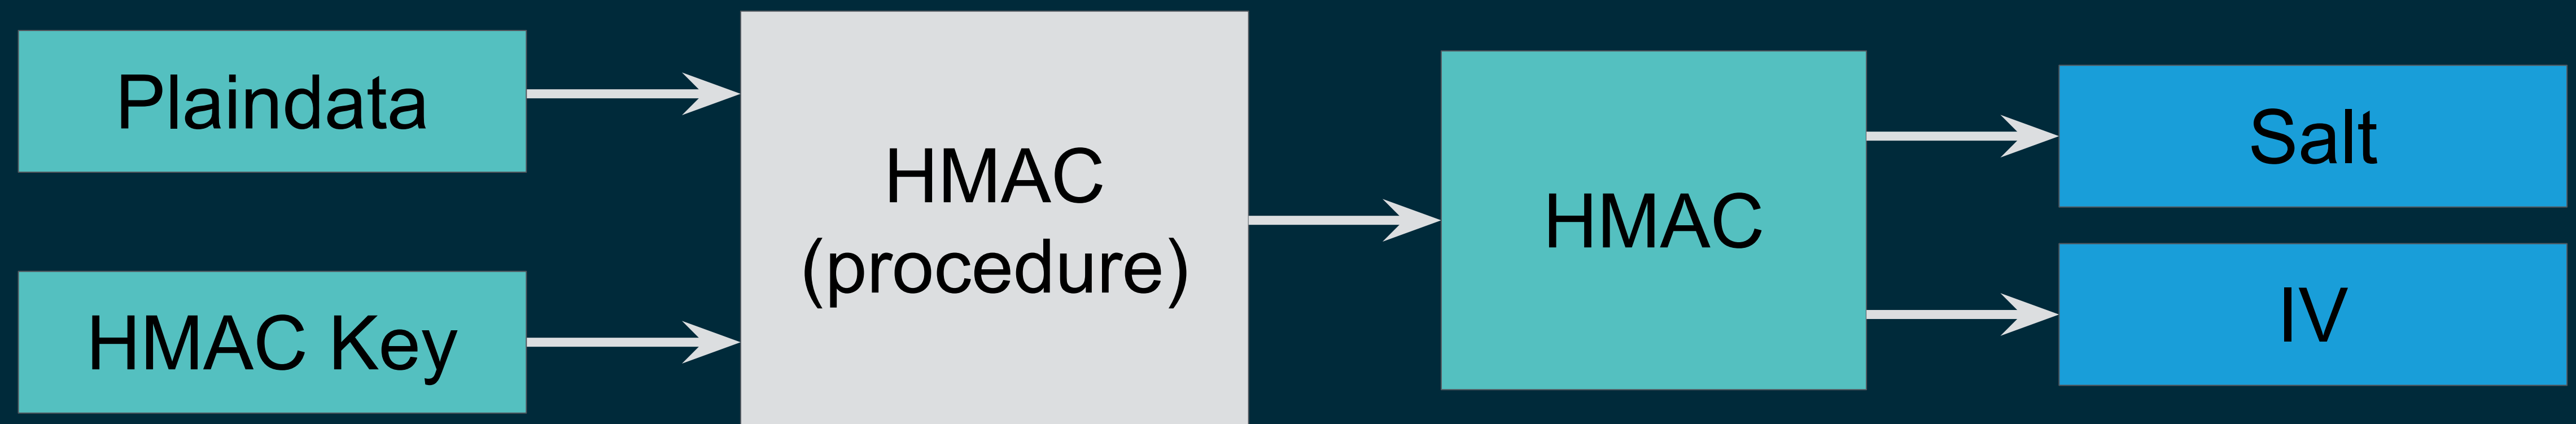 Plaindata
HMAC Key
HMAC
(procedure)
HMAC
Salt
IV